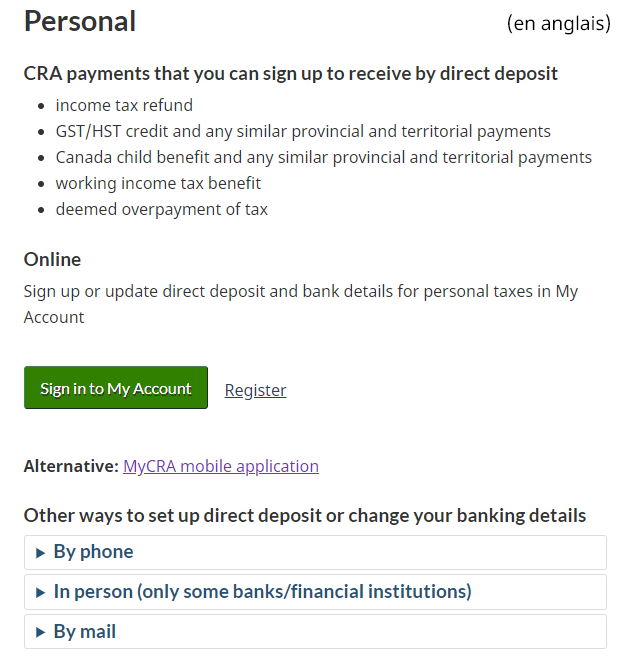 Personal (en anglais)
CRA payments that you can sign up to receive by direct deposit
income tax refund
GST/HST credit and any similar provincial and territorial payments
Canada child benefit and any similar provincial and territorial payments
working income tax benefit
deemed overpayment of tax
Online
Sign up or update direct deposit and bank details for personal taxes in My
Account
Sign in to My Account Register
Alternative: MyCRA mobile application
Other ways to set up direct deposit or change your banking details
By phone
In person (only some banks/financial institutions)
By mail